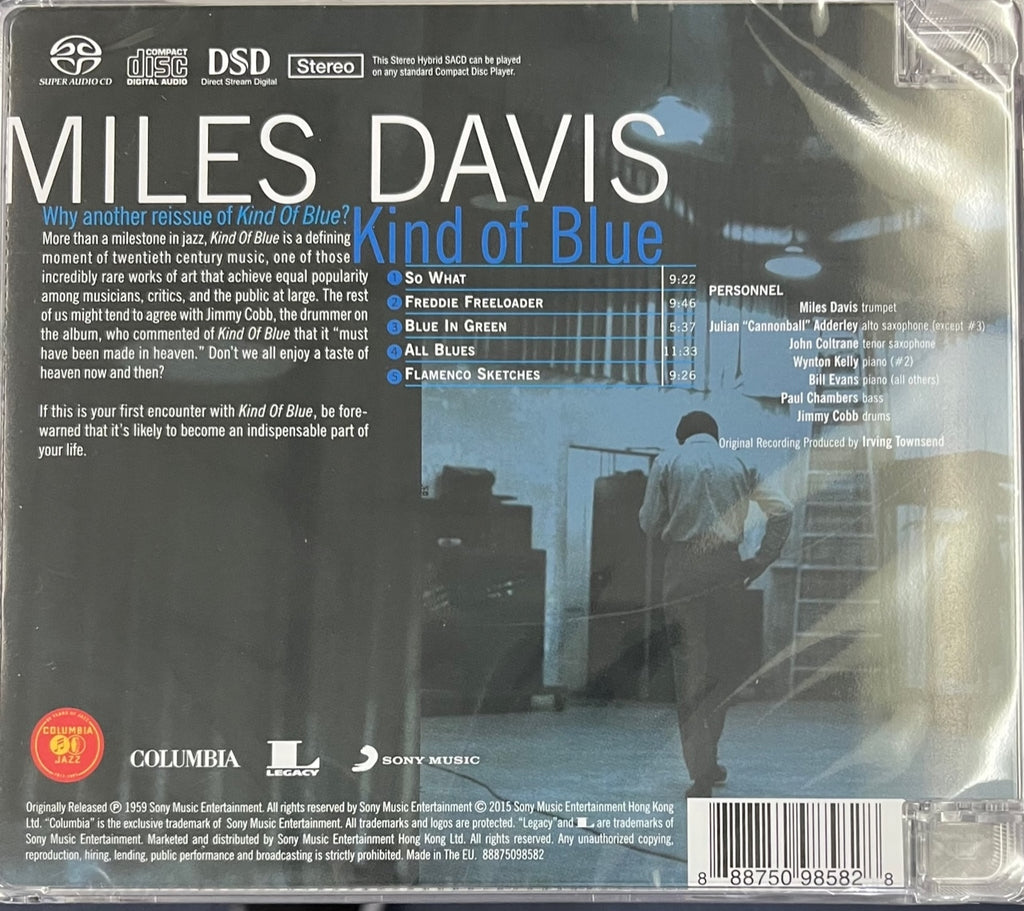 SUPER AUDIO CD
COMPACT
disc
DIGITAL AUDIO
DSD
Direct Stream Digital
Stereo
This Stereo Hybrid SACD can be played
on any standard Compact Disc Player.
MILES DAVIS
Kind of Blue
Why another reissue of Kind Of Blue?
More than a milestone in jazz, Kind Of Blue is a defining
moment of twentieth century music, one of those
incredibly rare works of art that achieve equal popularity
among musicians, critics, and the public at large. The rest
of us might tend to agree with Jimmy Cobb, the drummer on
the album, who commented of Kind Of Blue that it “must
have been made in heaven.” Don’t we all enjoy a taste of
heaven now and then?
If this is your first encounter with Kind Of Blue, be fore-
warned that it’s likely to become an indispensable part of
your life.
1 SO WHAT 9:22
2 FREDDIE FREELOADER 9:46
3 BLUE IN GREEN 5:37
4 ALL BLUES 11:33
5 FLAMENCO SKETCHES 9:26
PERSONNEL
Miles Davis trumpet
Julian “Cannonball” Adderley alto saxophone (except #3)
John Coltrane tenor saxophone
Wynton Kelly piano (#2)
Bill Evans piano (all others)
Paul Chambers bass
Jimmy Cobb drums
Original Recording Produced by Irving Townsend
COLUMBIA
JAZZ
COLUMBIA
L
LEGACY
SONY MUSIC
Originally Released ℗ 1959 Sony Music Entertainment. All rights reserved by Sony Music Entertainment © 2015 Sony Music Entertainment Hong Kong
Ltd. “Columbia” is the exclusive trademark of Sony Music Entertainment. All trademarks and logos are protected. “Legacy” and L are trademarks of
Sony Music Entertainment. Marketed and distributed by Sony Music Entertainment Hong Kong Ltd. All rights reserved. Any unauthorized copying,
reproduction, hiring, lending, public performance and broadcasting is strictly prohibited. Made in The EU. 88875098582
8 88750 98582 8